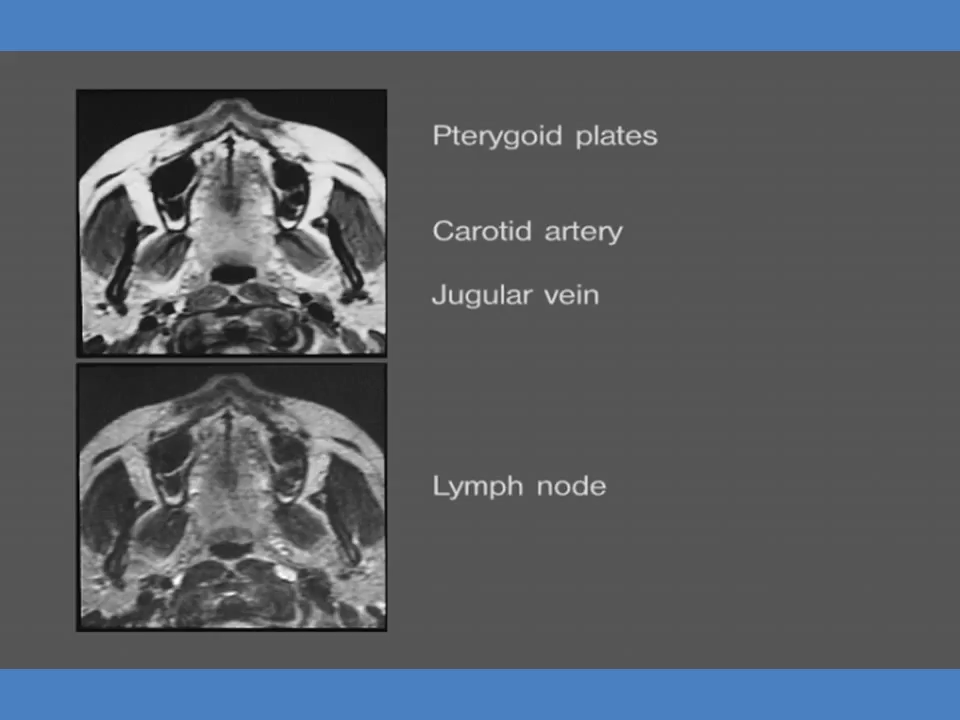 Pterygoid plates
Carotid artery
Jugular vein
Lymph node